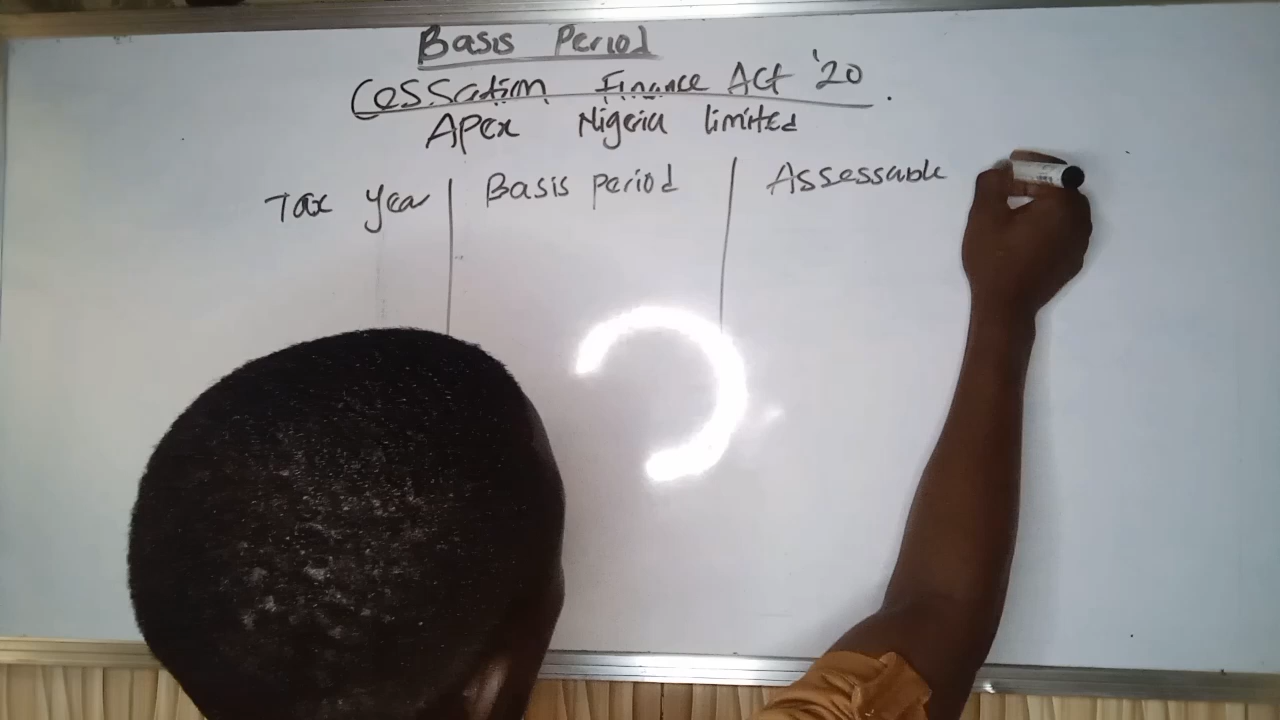 Basis Period
Cessation Finance Act '20.
Apex Nigeria limited
Tax Year Basis period Assessable